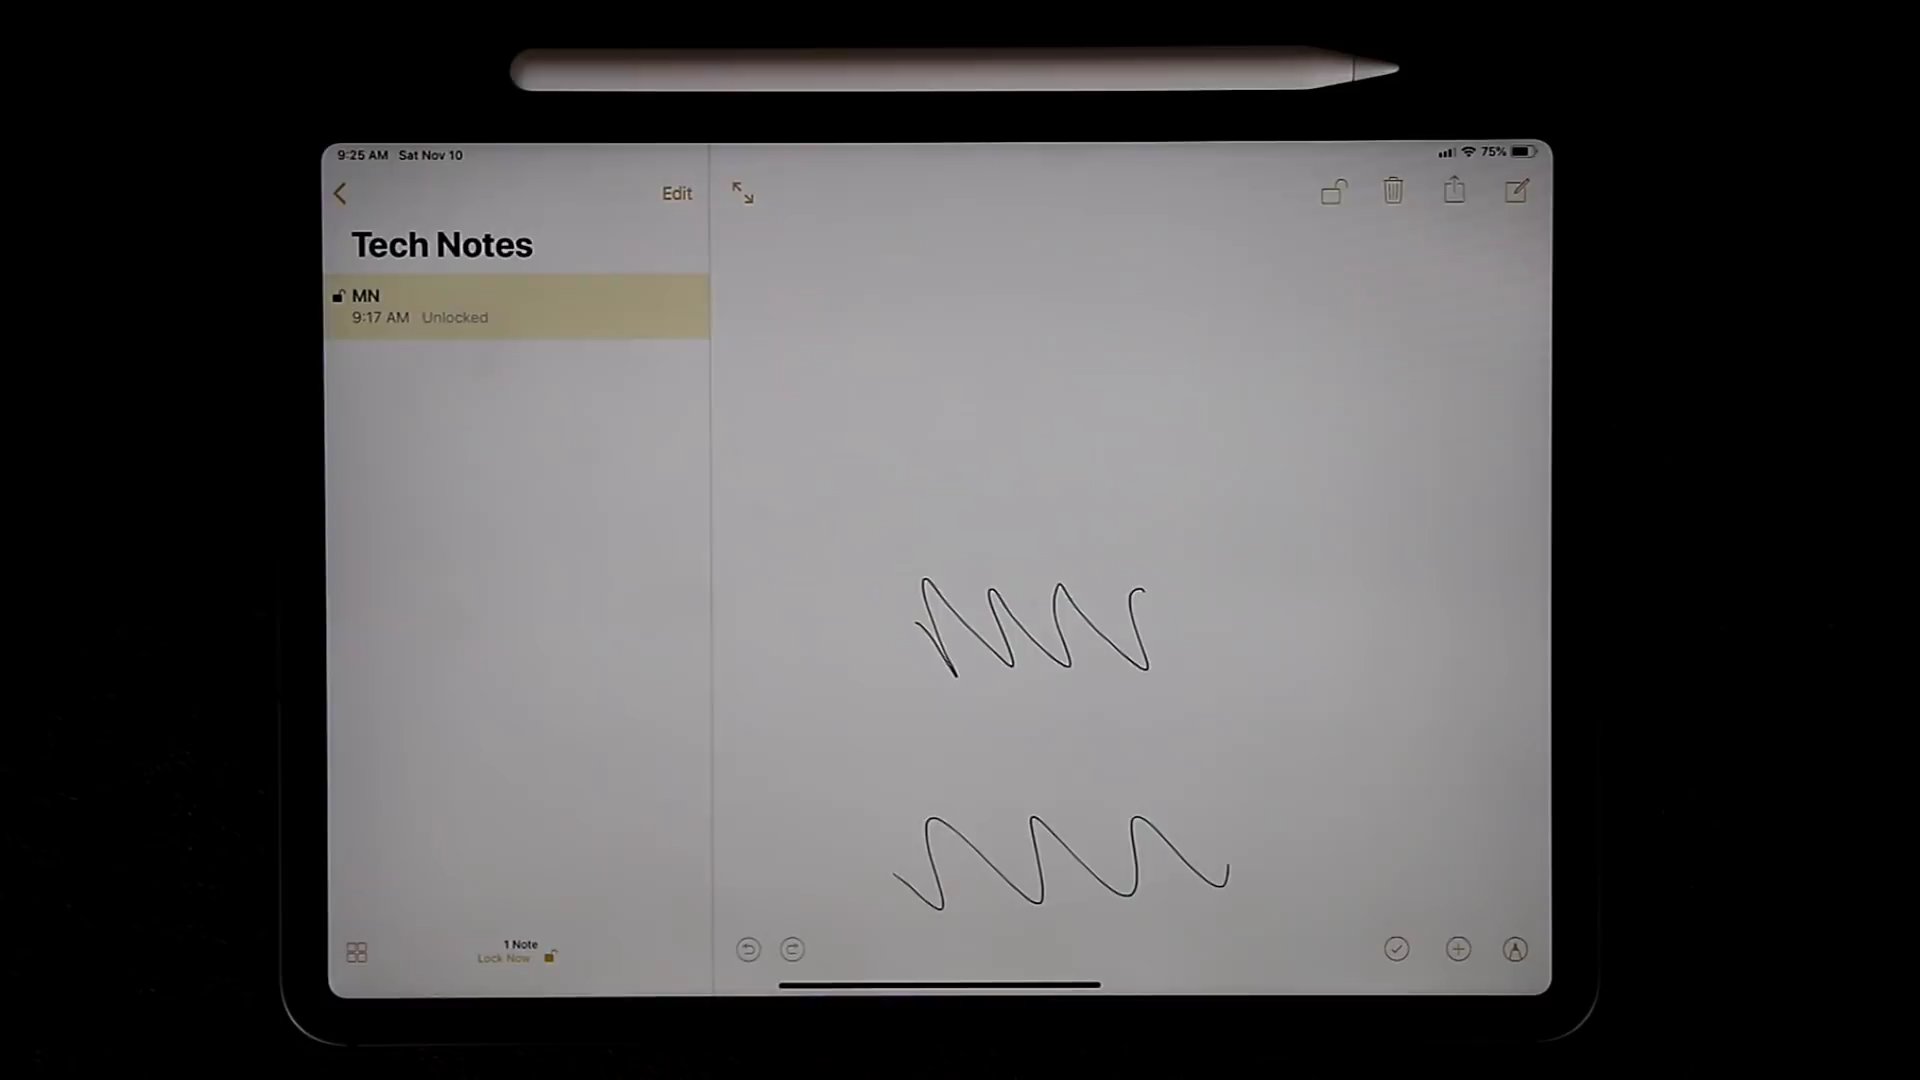 9:25 AM Sat Nov 10
75%
Edit
Tech Notes
MN
9:17 AM Unlocked
1 Note
Lock Now